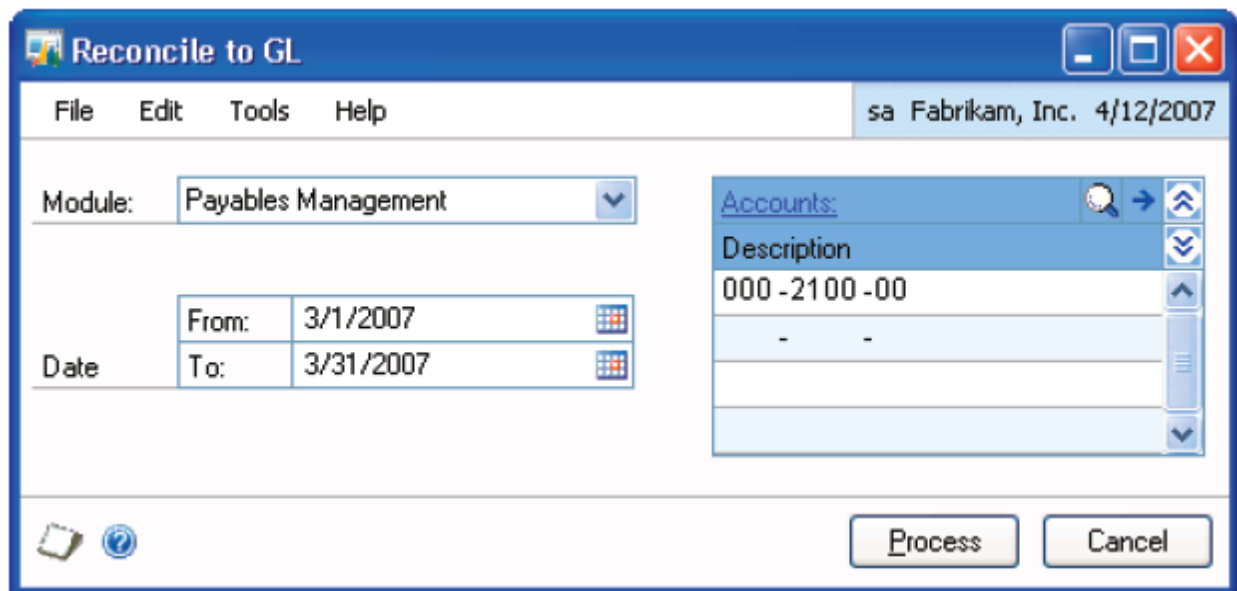 Reconcile to GL
File Edit Tools Help sa Fabrikam, Inc. 4/12/2007
Module: Payables Management
Accounts:
Description
000 -2100 -00
- -
Date
From: 3/1/2007
To: 3/31/2007
Process Cancel